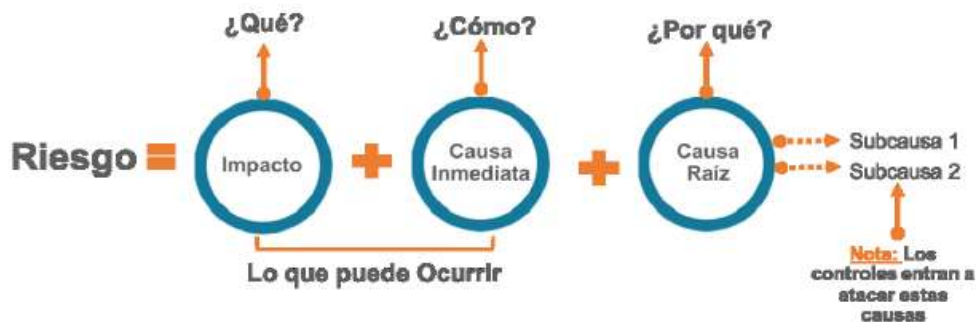 ¿Qué?
¿Cómo?
¿Por qué?
Riesgo =
Impacto
+
Causa
Inmediata
+
Causa
Raíz
Subcausa 1
Subcausa 2
Lo que puede Ocurrir
Nota: Los
controles entran a
atacar estas
causas